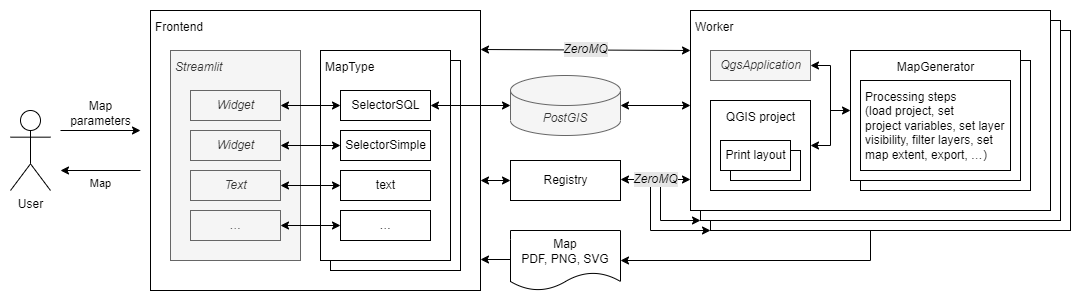 User
Map
parameters
Map
Frontend
Streamlit
Widget
Widget
Text
...
MapType
SelectorSQL
SelectorSimple
text
...
ZeroMQ
PostGIS
Registry
ZeroMQ
Map
PDF, PNG, SVG
Worker
QgsApplication
QGIS project
Print layout
MapGenerator
Processing steps
(load project, set
project variables, set layer
visibility, filter layers, set
map extent, export, ...)